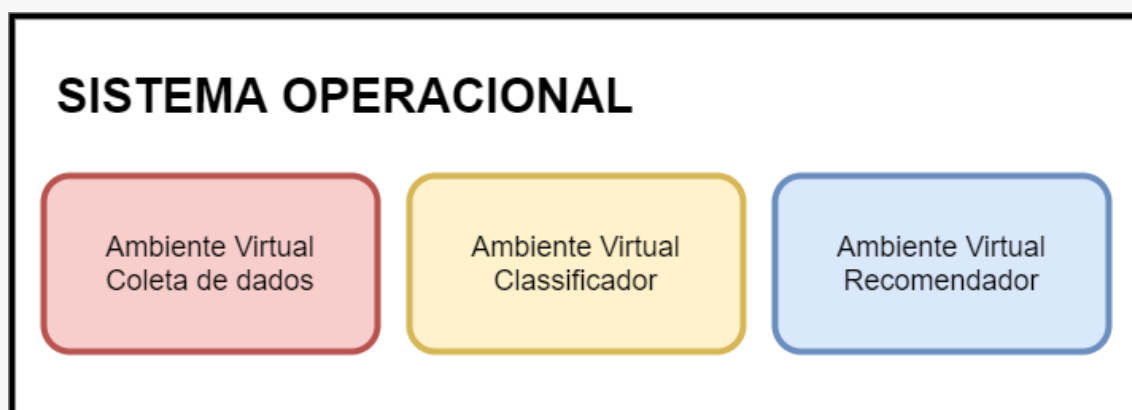 SISTEMA OPERACIONAL
Ambiente Virtual
Coleta de dados
Ambiente Virtual
Classificador
Ambiente Virtual
Recomendador